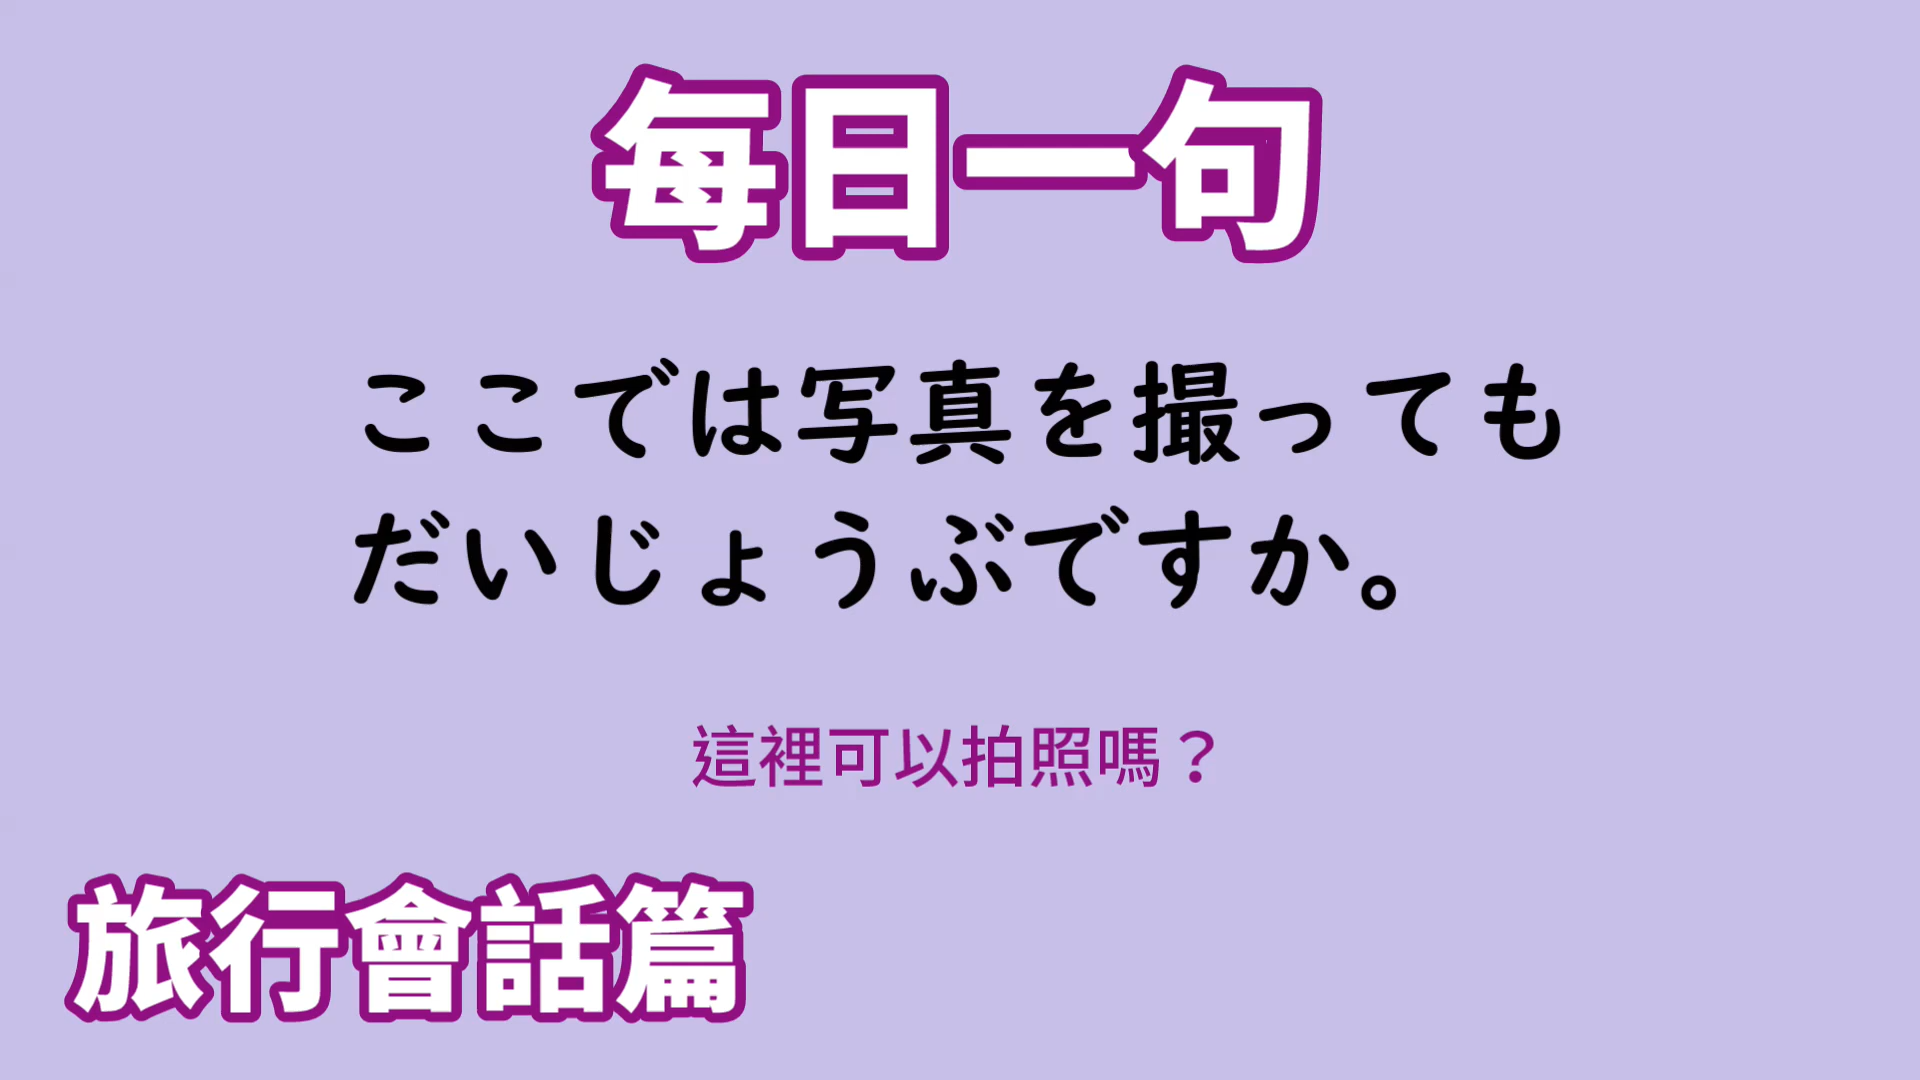 每日一句
ここでは写真を撮っても
だいじょうぶですか。
這裡可以拍照嗎？
旅行會話篇